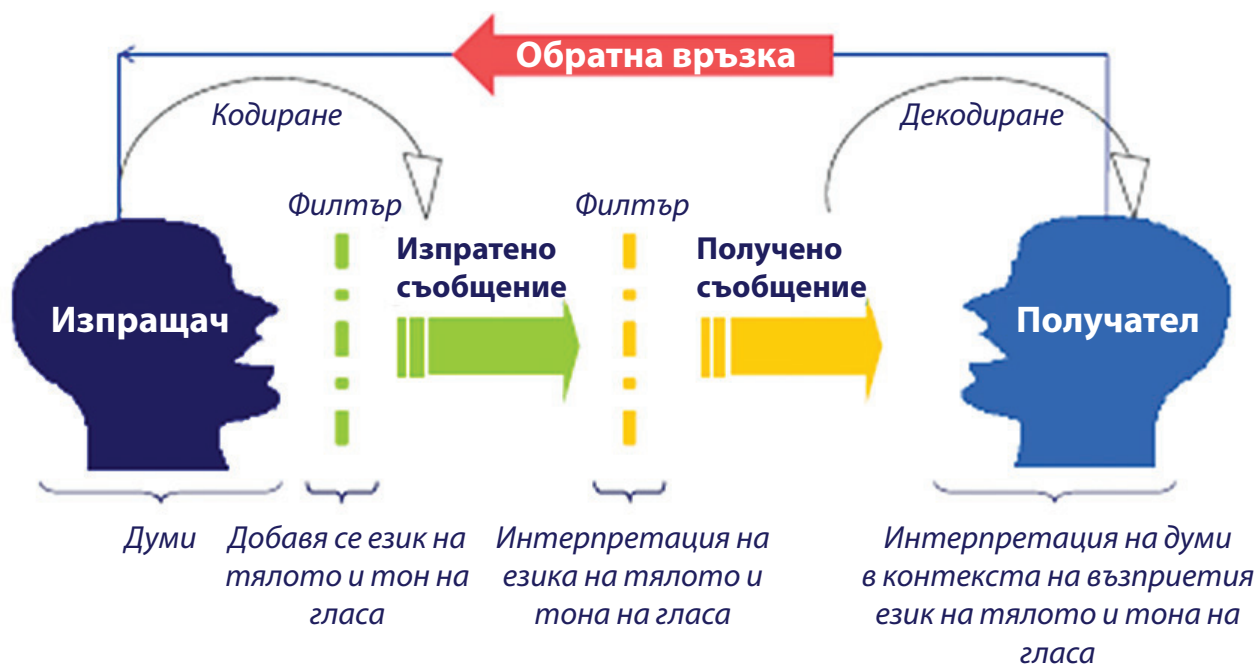 Обратна връзка
Кодиране
Декодиране
Филтър
Филтър
Изпратено
съобщение
Получено
съобщение
Изпращач
Получател
Думи
Добавя се език на
тялото и тон на
гласа
Интерпретация на
езика на тялото и
тона на гласа
Интерпретация на думи
в контекста на възприетия
език на тялото и тона на
гласа